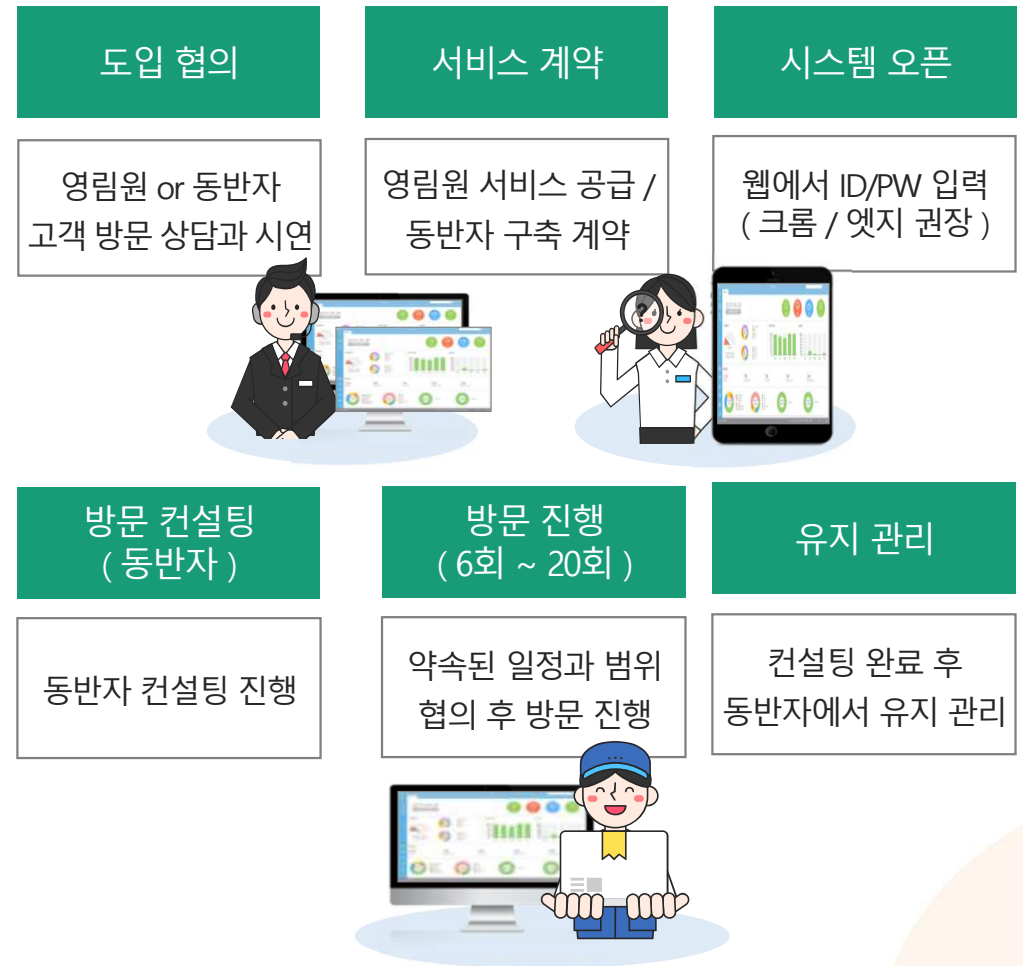 도입 협의
서비스 계약
시스템 오픈
영림원 or 동반자
고객 방문 상담과 시연
영림원 서비스 공급 /
동반자 구축 계약
웹에서 ID/PW 입력
( 크롬 / 엣지 권장 )
방문 컨설팅
( 동반자 )
방문 진행
( 6회 ~ 20회 )
유지 관리
동반자 컨설팅 진행
약속된 일정과 범위
협의 후 방문 진행
컨설팅 완료 후
동반자에서 유지 관리